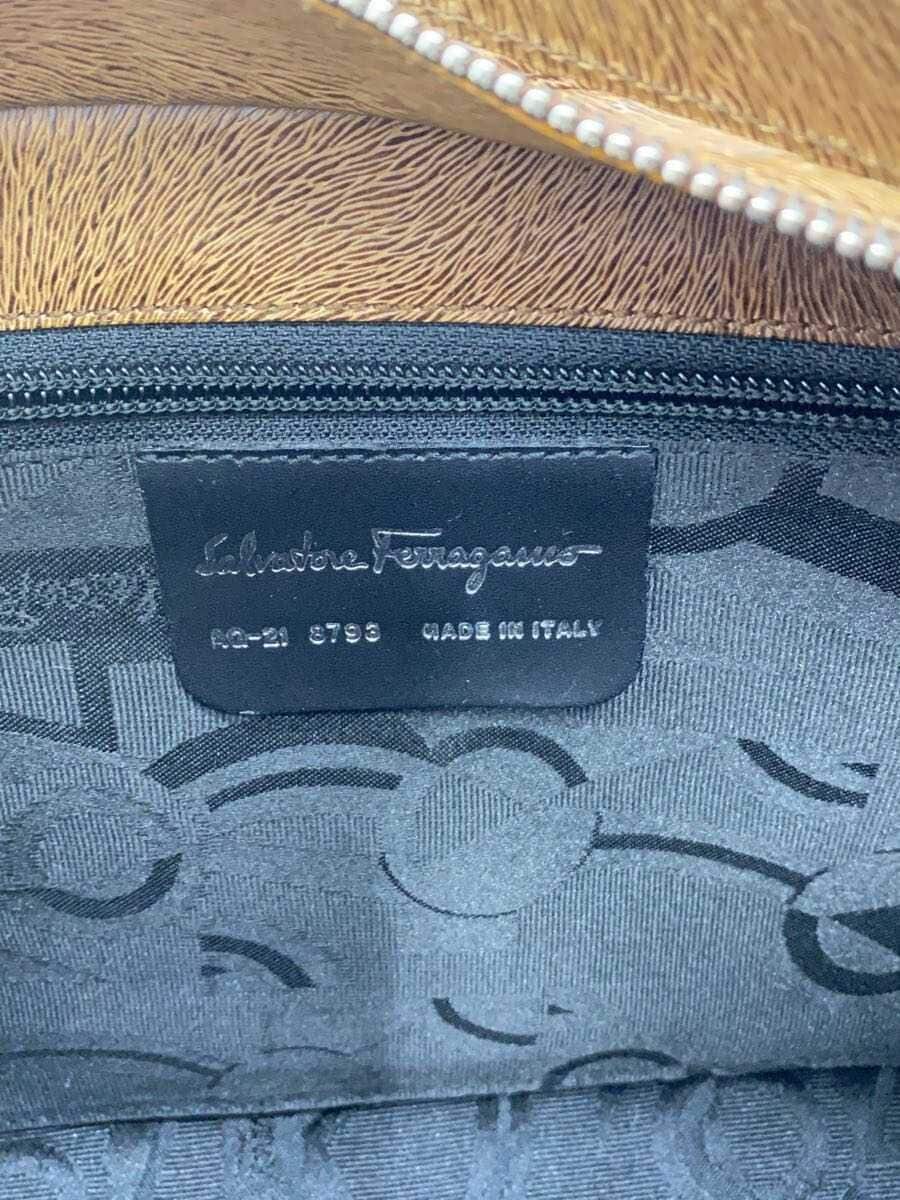 Salvatore Ferragamo
AQ-21 8793 MADE IN ITALY